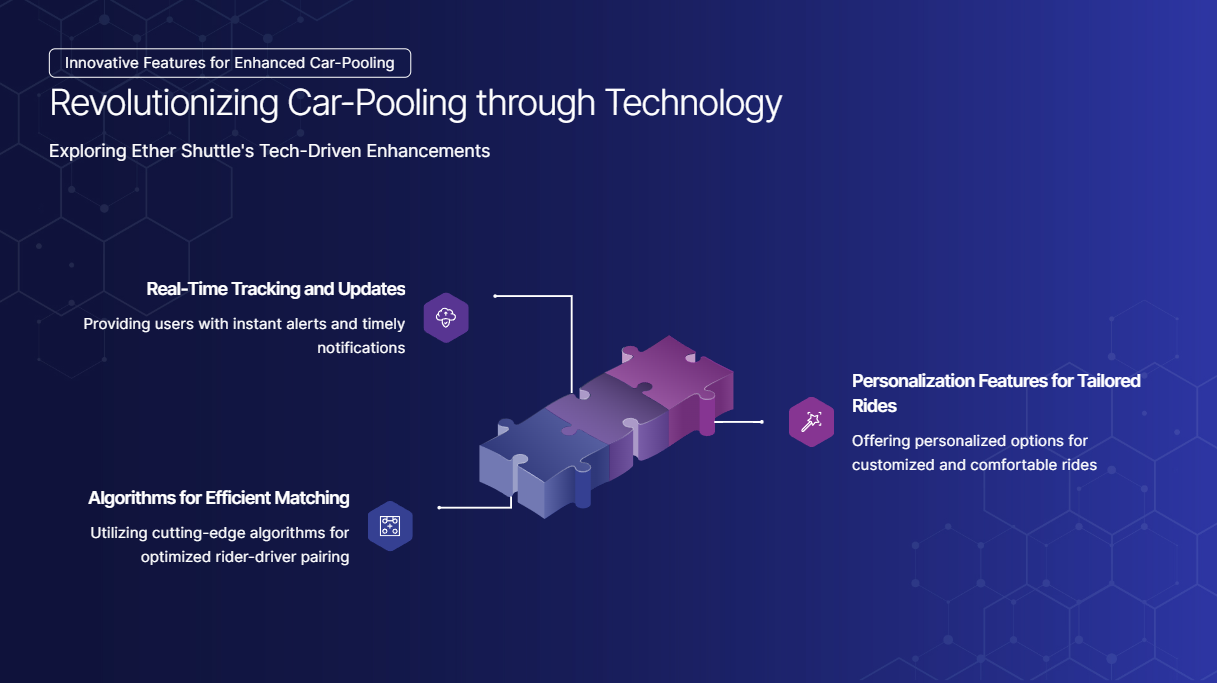 Innovative Features for Enhanced Car-Pooling
Revolutionizing Car-Pooling through Technology
Exploring Ether Shuttle's Tech-Driven Enhancements
Real-Time Tracking and Updates
Providing users with instant alerts and timely
notifications
Personalization Features for Tailored
Rides
Offering personalized options for
customized and comfortable rides
Algorithms for Efficient Matching
Utilizing cutting-edge algorithms for
optimized rider-driver pairing